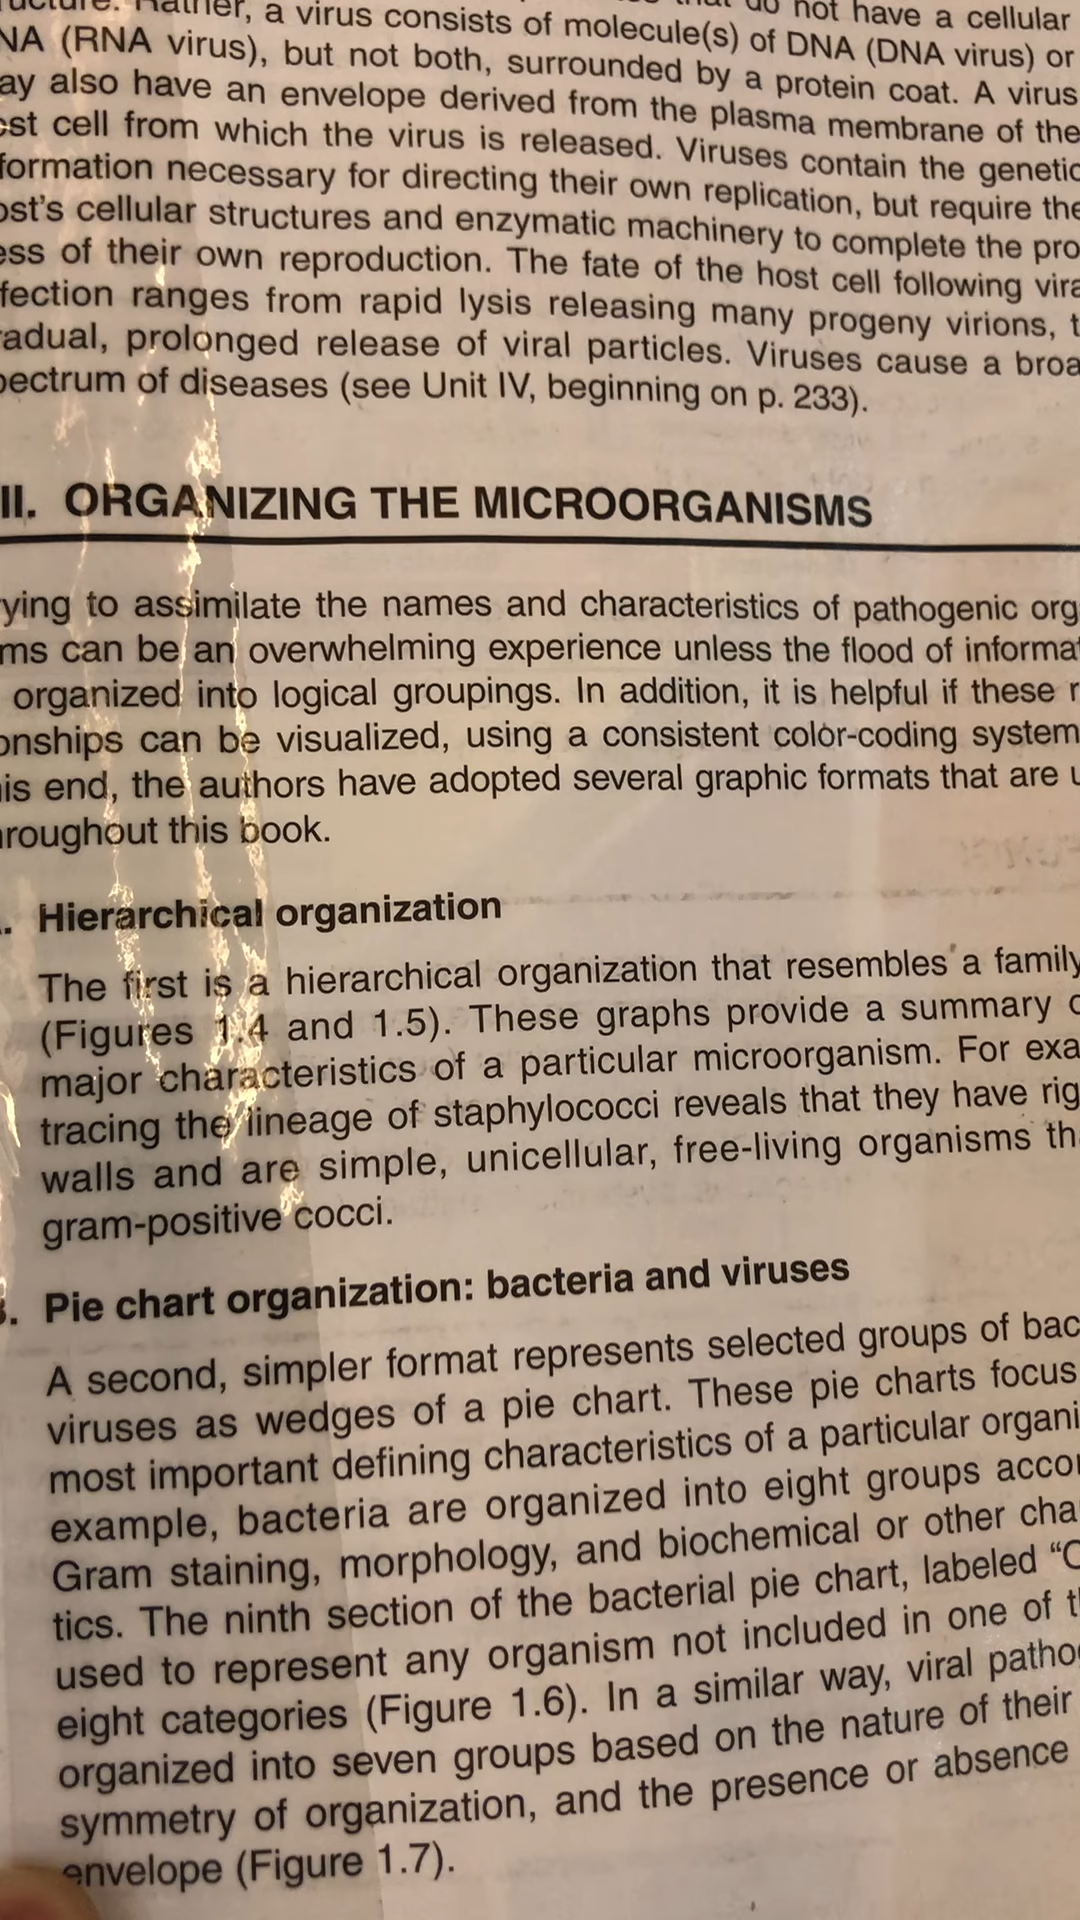 ructure. Rather, a virus consists of molecule(s) of DNA (DNA virus) or
NA (RNA virus), but not both, surrounded by a protein coat. A virus
ay also have an envelope derived from the plasma membrane of the
ost cell from which the virus is released. Viruses contain the genetic
formation necessary for directing their own replication, but require the
ost's cellular structures and enzymatic machinery to complete the pro
ess of their own reproduction. The fate of the host cell following vira
fection ranges from rapid lysis releasing many progeny virions, t
radual, prolonged release of viral particles. Viruses cause a broa
pectrum of diseases (see Unit IV, beginning on p. 233).
II. ORGANIZING THE MICROORGANISMS
ying to assimilate the names and characteristics of pathogenic org
ms can be an overwhelming experience unless the flood of informat
organized into logical groupings. In addition, it is helpful if these r
onships can be visualized, using a consistent color-coding system
is end, the authors have adopted several graphic formats that are u
hroughout this book.
. Hierarchical organization
The first is a hierarchical organization that resembles a family
(Figures 1.4 and 1.5). These graphs provide a summary o
major characteristics of a particular microorganism. For exa
tracing the lineage of staphylococci reveals that they have rig
walls and are simple, unicellular, free-living organisms th
gram-positive cocci.
. Pie chart organization: bacteria and viruses
A second, simpler format represents selected groups of bac
viruses as wedges of a pie chart. These pie charts focus
most important defining characteristics of a particular organi
example, bacteria are organized into eight groups accor
Gram staining, morphology, and biochemical or other cha
tics. The ninth section of the bacterial pie chart, labeled "O
used to represent any organism not included in one of th
eight categories (Figure 1.6). In a similar way, viral patho
organized into seven groups based on the nature of their
symmetry of organization, and the presence or absence
envelope (Figure 1.7).